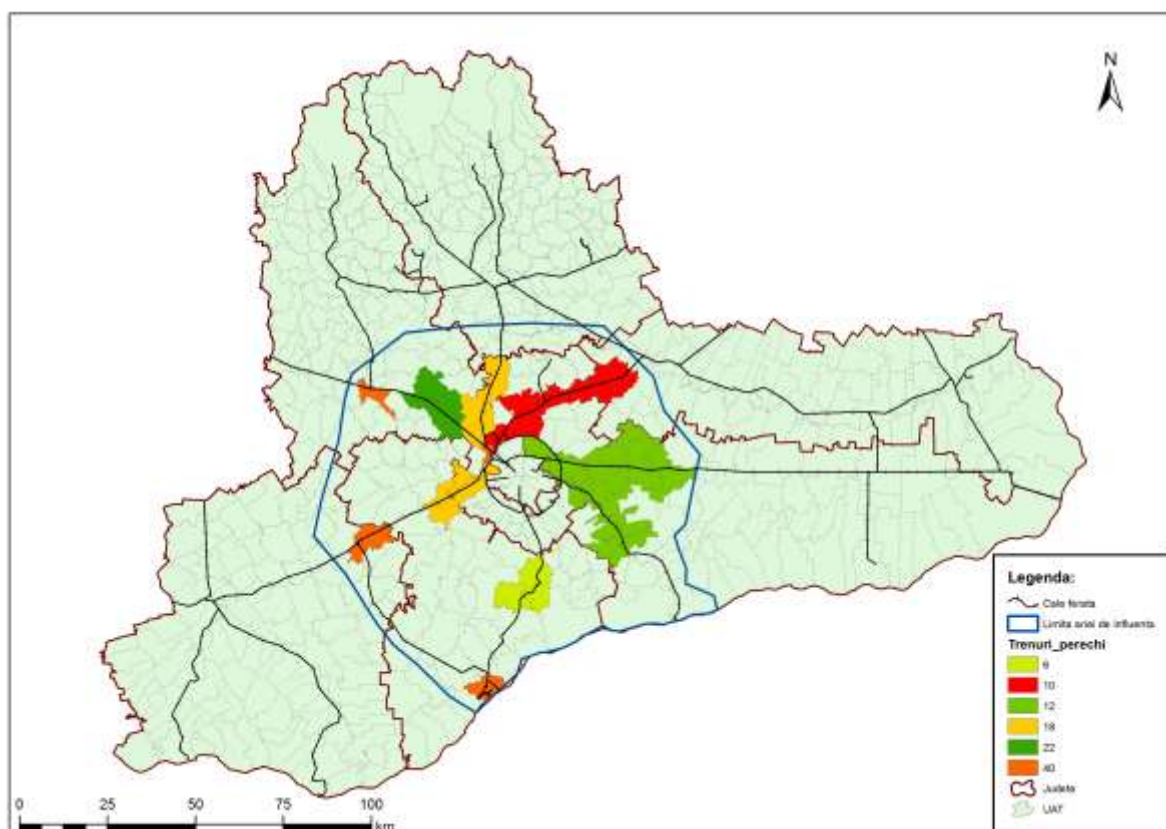 N
Legenda:
Cale ferata
Limita ariei de influenta
Trenuri_perechi
6
10
12
18
22
40
Judete
UAT
0 25 50 75 100
km